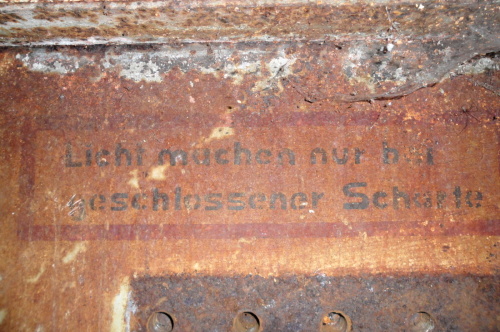 Licht machen nur bei
geschlossener Scharte